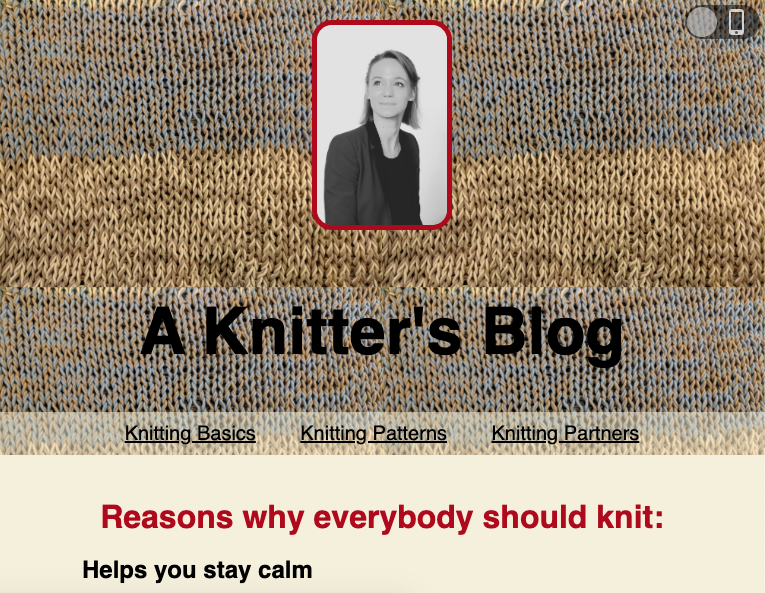 A Knitter's Blog
Knitting Basics Knitting Patterns Knitting Partners
Reasons why everybody should knit:
Helps you stay calm